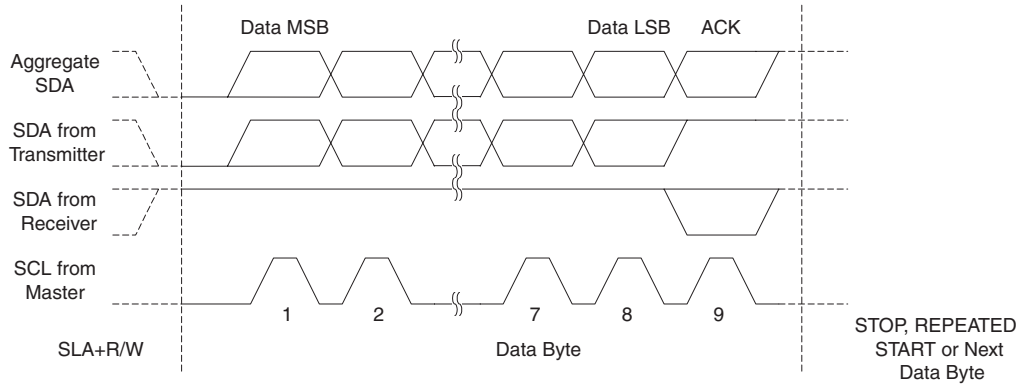 Data MSB
Data LSB
ACK
Aggregate
SDA
SDA from
Transmitter
SDA from
Receiver
SCL from
Master
1
2
7
8
9
SLA+R/W
Data Byte
STOP, REPEATED
START or Next
Data Byte